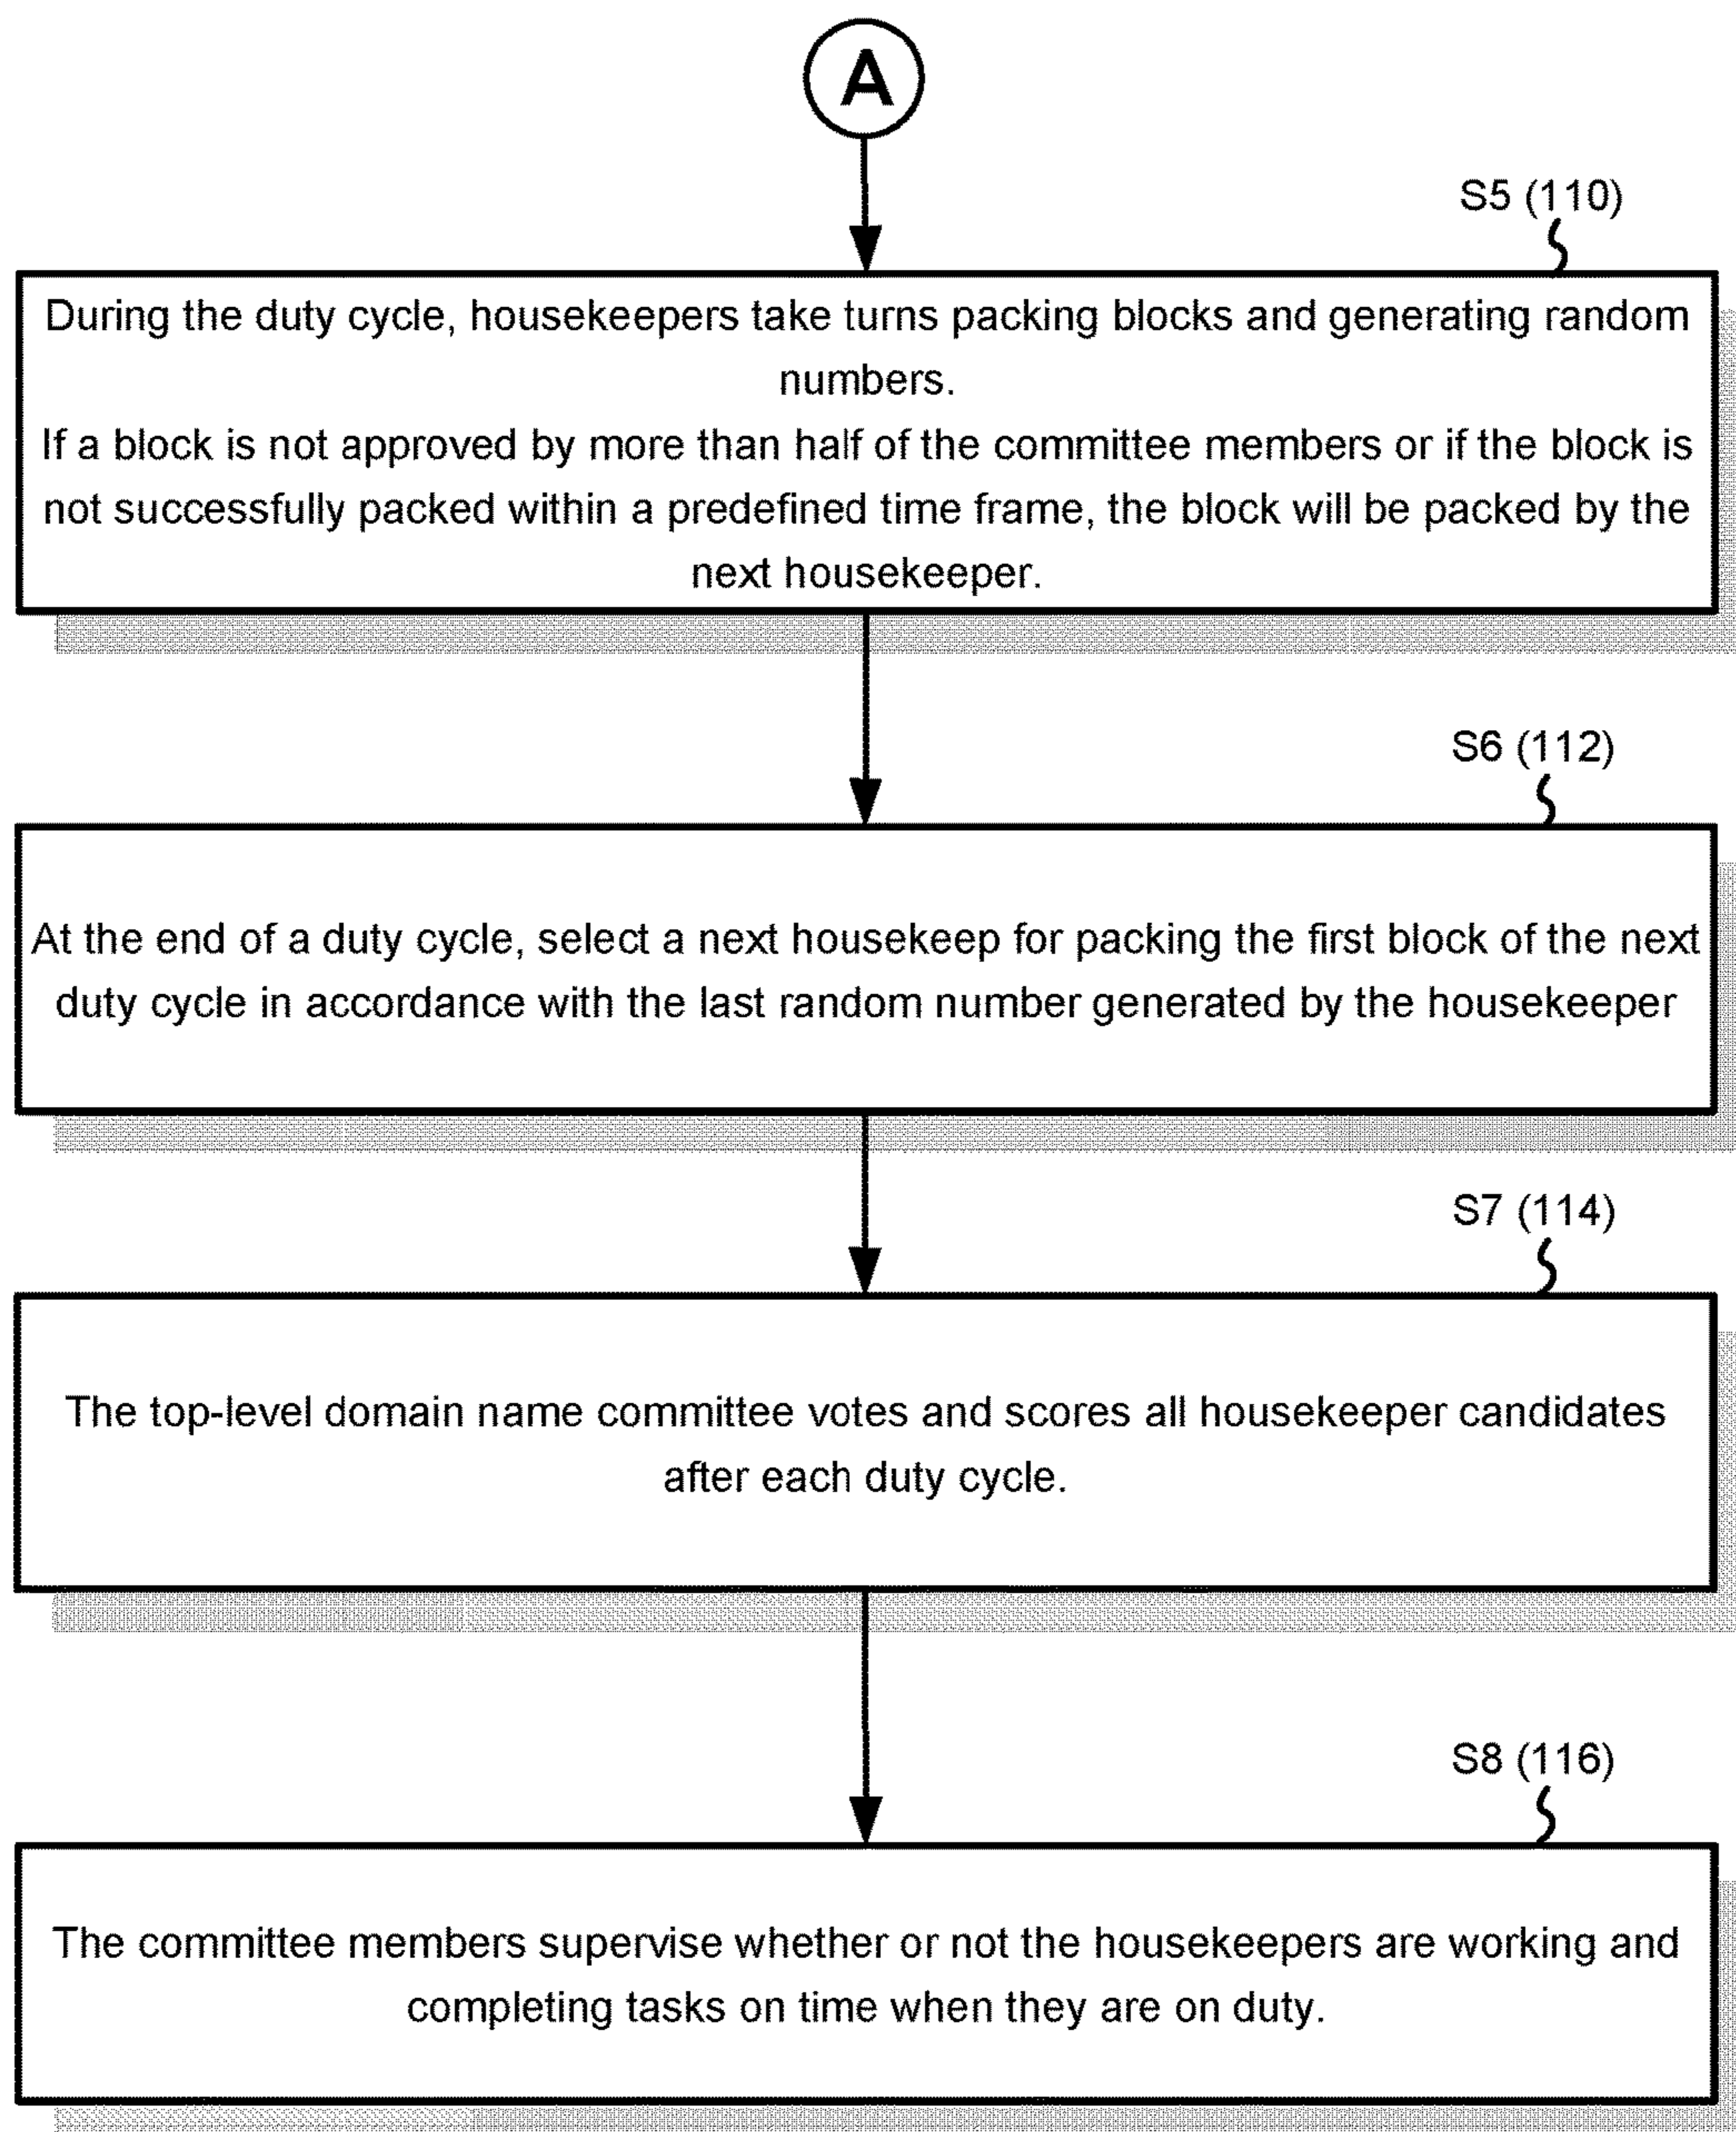 A
S5 (110)
During the duty cycle, housekeepers take turns packing blocks and generating random
numbers.
If a block is not approved by more than half of the committee members or if the block is
not successfully packed within a predefined time frame, the block will be packed by the
next housekeeper.
S6 (112)
At the end of a duty cycle, select a next housekeep for packing the first block of the next
duty cycle in accordance with the last random number generated by the housekeeper
S7 (114)
The top-level domain name committee votes and scores all housekeeper candidates
after each duty cycle.
S8 (116)
The committee members supervise whether or not the housekeepers are working and
completing tasks on time when they are on duty.